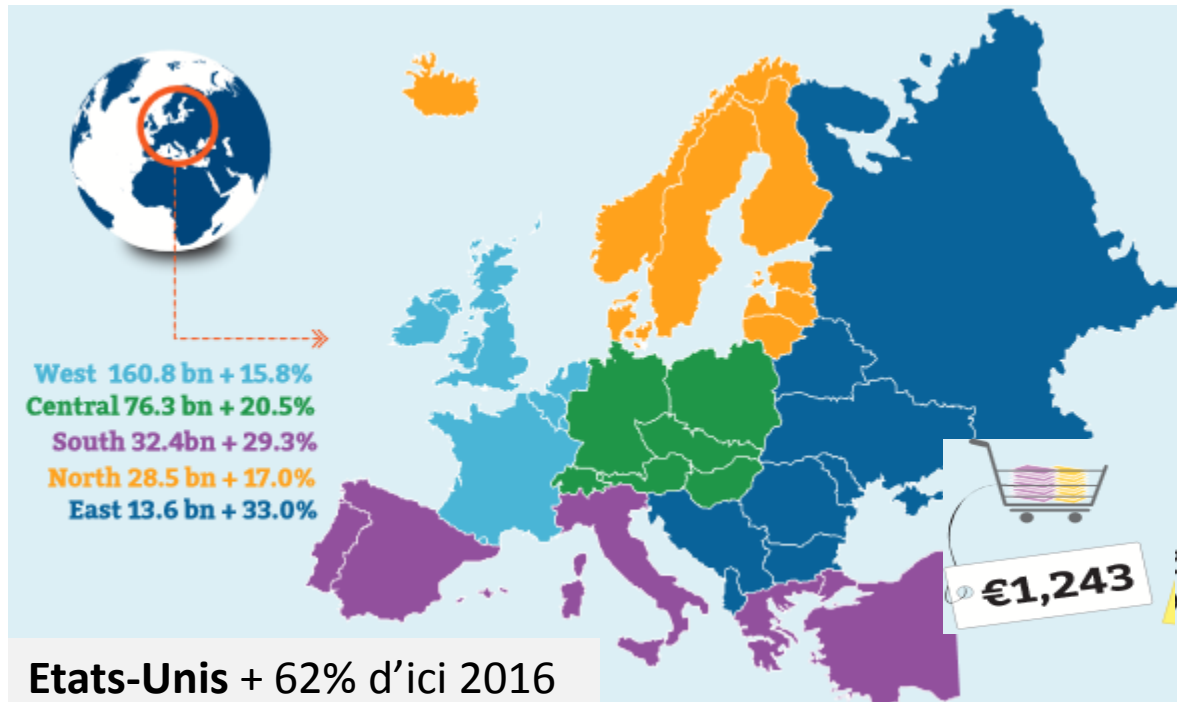 West 160.8 bn + 15.8%
Central 76.3 bn + 20.5%
South 32.4bn + 29.3%
North 28.5 bn + 17.0%
East 13.6 bn + 33.0%
€1,243
Etats-Unis + 62% d’ici 2016